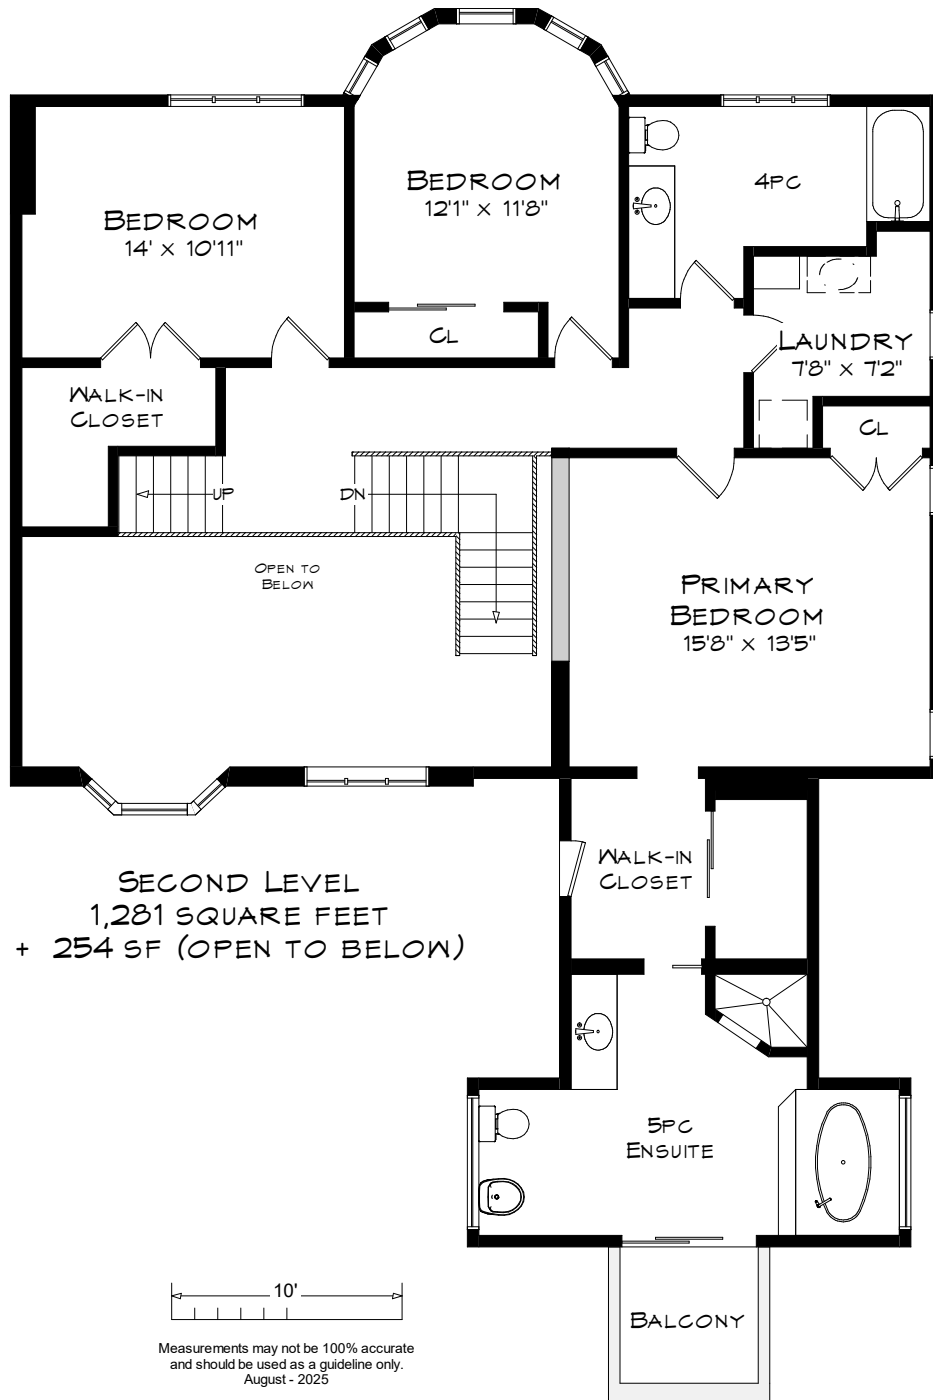 BEDROOM
14' X 10'11"
BEDROOM
12'1" X 11'8"
4PC
CL
LAUNDRY
7'8" X 7'2"
WALK-IN
CLOSET
CL
UP
DN
OPEN TO
BELOW
PRIMARY
BEDROOM
15'8" X 13'5"
WALK-IN
CLOSET
SECOND LEVEL
1,281 SQUARE FEET
+ 254 SF (OPEN TO BELOW)
5PC
ENSUITE
BALCONY
10'
Measurements may not be 100% accurate
and should be used as a guideline only.
August - 2025